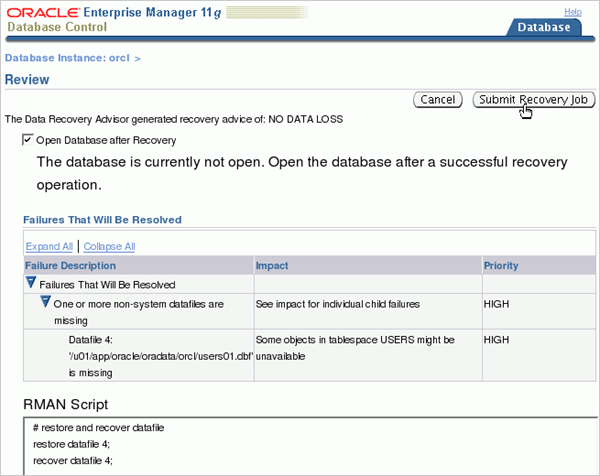 ORACLE Enterprise Manager 11g
Database Control
Help
Database
Database Instance: orcl >
Review
Cancel Submit Recovery Job
The Data Recovery Advisor generated recovery advice of: NO DATA LOSS
Open Database after Recovery
The database is currently not open. Open the database after a successful recovery
operation.
Failures That Will Be Resolved
Expand All | Collapse All
Failure Description Impact Priority
Failures That Will Be Resolved
One or more non-system datafiles are See impact for individual child failures HIGH
missing
Datafile 4: Some objects in tablespace USERS might be HIGH
'/u01/app/oracle/oradata/orcl/users01.dbf' unavailable
is missing
RMAN Script
# restore and recover datafile
restore datafile 4;
recover datafile 4;